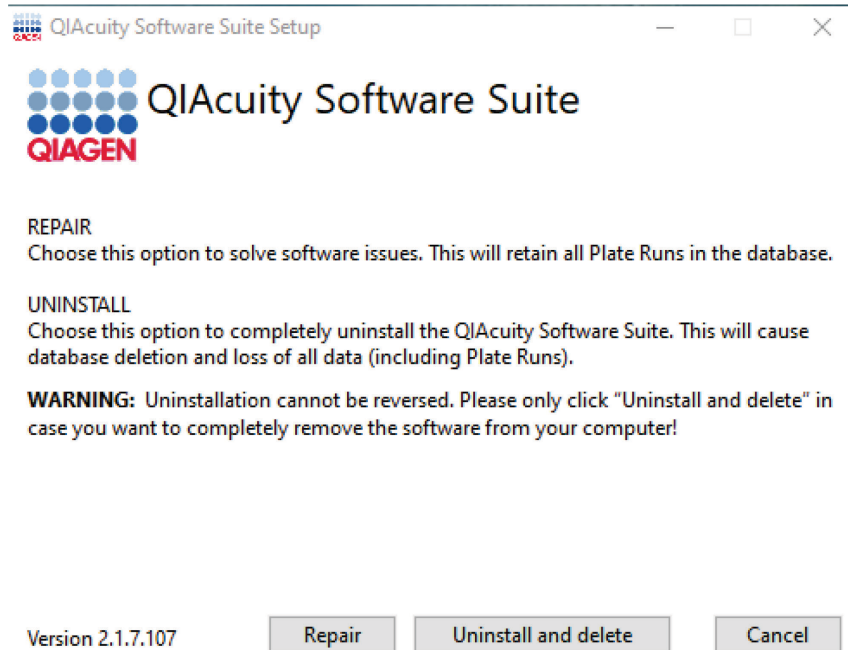 QIAcuity Software Suite Setup
QIAcuity Software Suite
QIAGEN
REPAIR
Choose this option to solve software issues. This will retain all Plate Runs in the database.
UNINSTALL
Choose this option to completely uninstall the QIAcuity Software Suite. This will cause
database deletion and loss of all data (including Plate Runs).
WARNING: Uninstallation cannot be reversed. Please only click “Uninstall and delete” in
case you want to completely remove the software from your computer!
Version 2.1.7.107 Repair Uninstall and delete Cancel